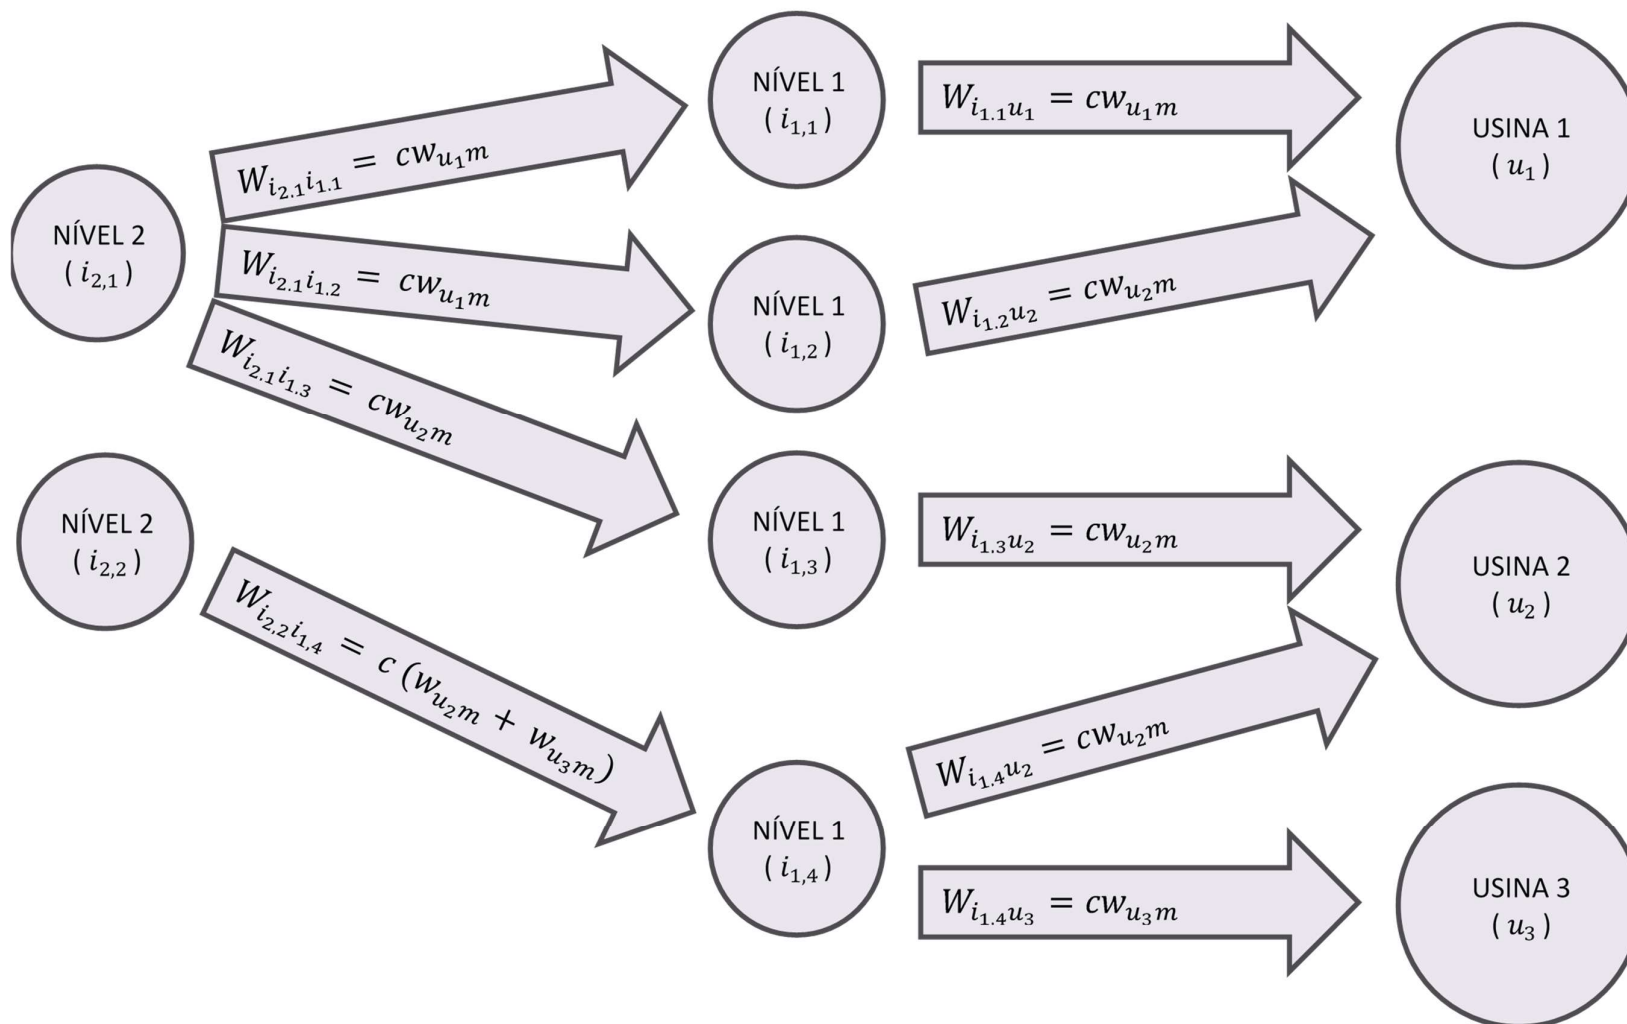 NÍVEL 2
( i_{2,1} )
NÍVEL 2
( i_{2,2} )
W_{i_{2.1}i_{1.1}} = cw_{u_1m}
W_{i_{2.1}i_{1.2}} = cw_{u_1m}
W_{i_{2.1}i_{1.3}} = cw_{u_2m}
W_{i_{2,2}i_{1,4}} = c (w_{u_2m} + w_{u_3m})
NÍVEL 1
( i_{1,1} )
NÍVEL 1
( i_{1,2} )
NÍVEL 1
( i_{1,3} )
NÍVEL 1
( i_{1,4} )
W_{i_{1.1}u_1} = cw_{u_1m}
W_{i_{1.2}u_2} = cw_{u_2m}
W_{i_{1.3}u_2} = cw_{u_2m}
W_{i_{1.4}u_2} = cw_{u_2m}
W_{i_{1.4}u_3} = cw_{u_3m}
USINA 1
( u_1 )
USINA 2
( u_2 )
USINA 3
( u_3 )